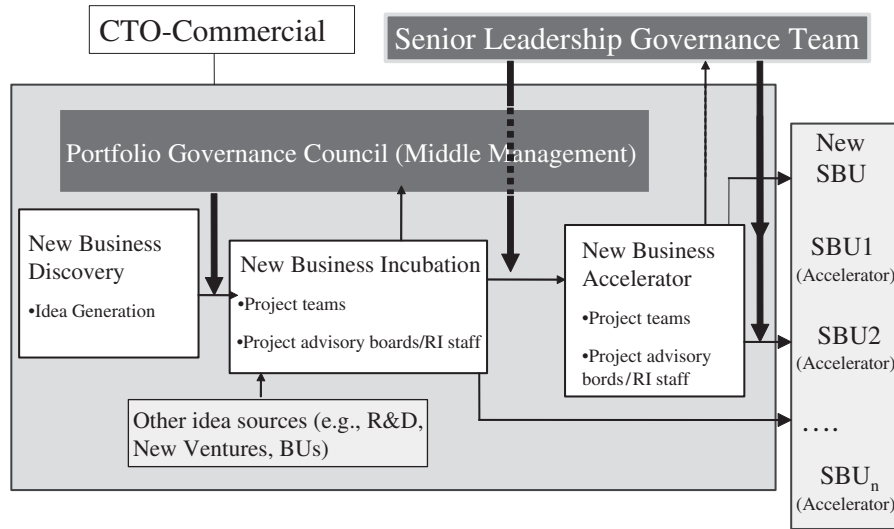 CTO-Commercial
Senior Leadership Governance Team
Portfolio Governance Council (Middle Management)
New Business
Discovery
•Idea Generation
New Business Incubation
•Project teams
•Project advisory boards/RI staff
New Business
Accelerator
•Project teams
•Project advisory
bords/RI staff
Other idea sources (e.g., R&D,
New Ventures, BUs)
New
SBU
SBU1
(Accelerator)
SBU2
(Accelerator)
....
SBUn
(Accelerator)